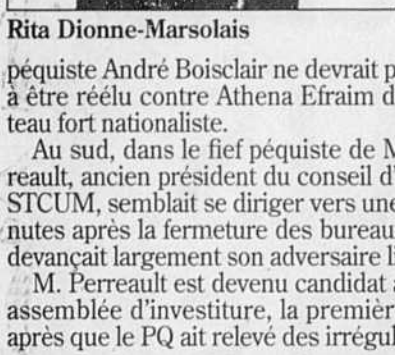 Rita Dionne-Marsolais
péquiste André Boisclair ne devrait p
à être réélu contre Athena Efraim d
teau fort nationaliste.
Au sud, dans le fief péquiste de M
reault, ancien président du conseil d'
STCUM, semblait se diriger vers une
nutes après la fermeture des bureau
devançait largement son adversaire li
M. Perreault est devenu candidat a
assemblée d'investiture, la premièr
après que le PQ ait relevé des irrégul